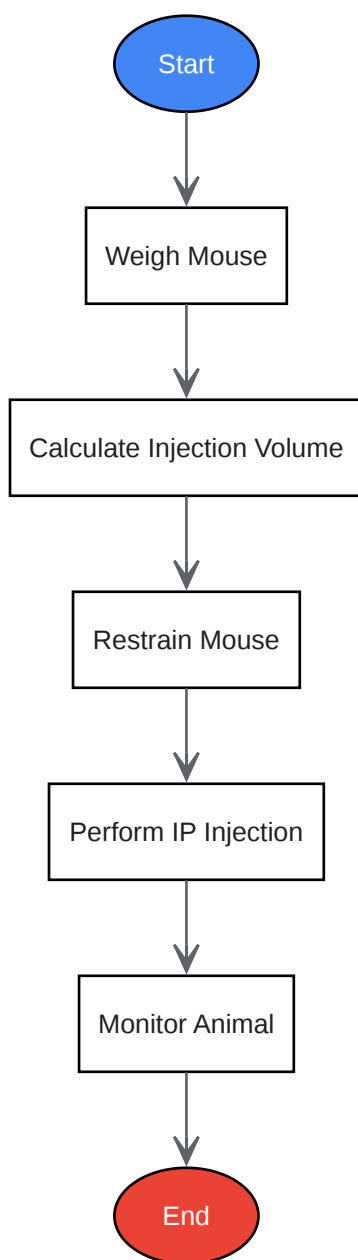 Start
Weigh Mouse
Calculate Injection Volume
Restrain Mouse
Perform IP Injection
Monitor Animal
End